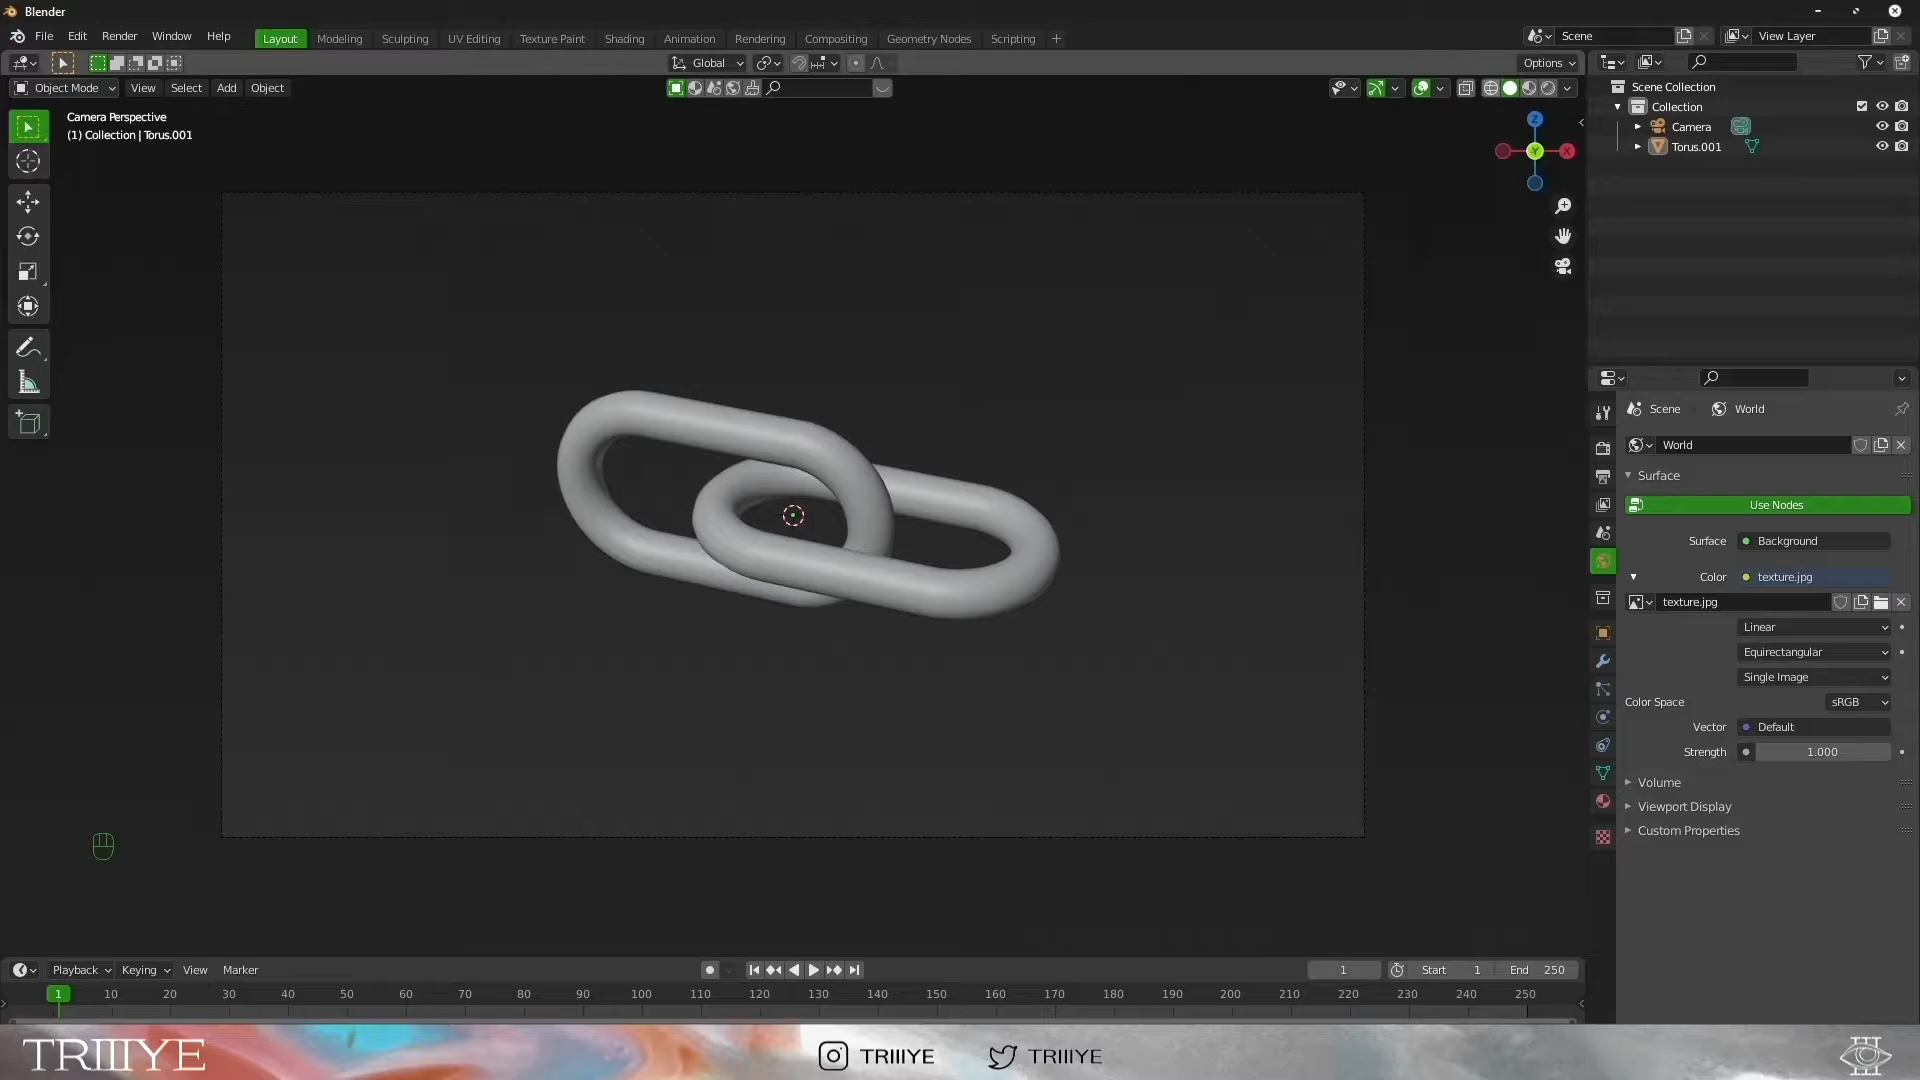 Blender
File Edit Render Window Help Layout Modeling Sculpting UV Editing Texture Paint Shading Animation Rendering Compositing Geometry Nodes Scripting Scene View Layer
Global Options
Object Mode View Select Add Object
Camera Perspective
(1) Collection | Torus.001
Z
Y X
Scene Collection
Collection
Camera
Torus.001
Scene World
World
Surface
Use Nodes
Surface Background
Color texture.jpg
texture.jpg
Linear
Equirectangular
Single Image
Color Space sRGB
Vector Default
Strength 1.000
Volume
Viewport Display
Custom Properties
Playback Keying View Marker 1 Start 1 End 250
1 10 20 30 40 50 60 70 80 90 100 110 120 130 140 150 160 170 180 190 200 210 220 230 240 250
TRIIIYE TRIIIYE TRIIIYE